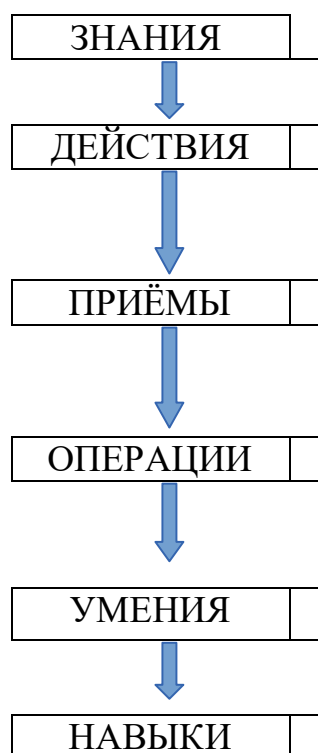 ЗНАНИЯ
ДЕЙСТВИЯ
ПРИЁМЫ
ОПЕРАЦИИ
УМЕНИЯ
НАВЫКИ